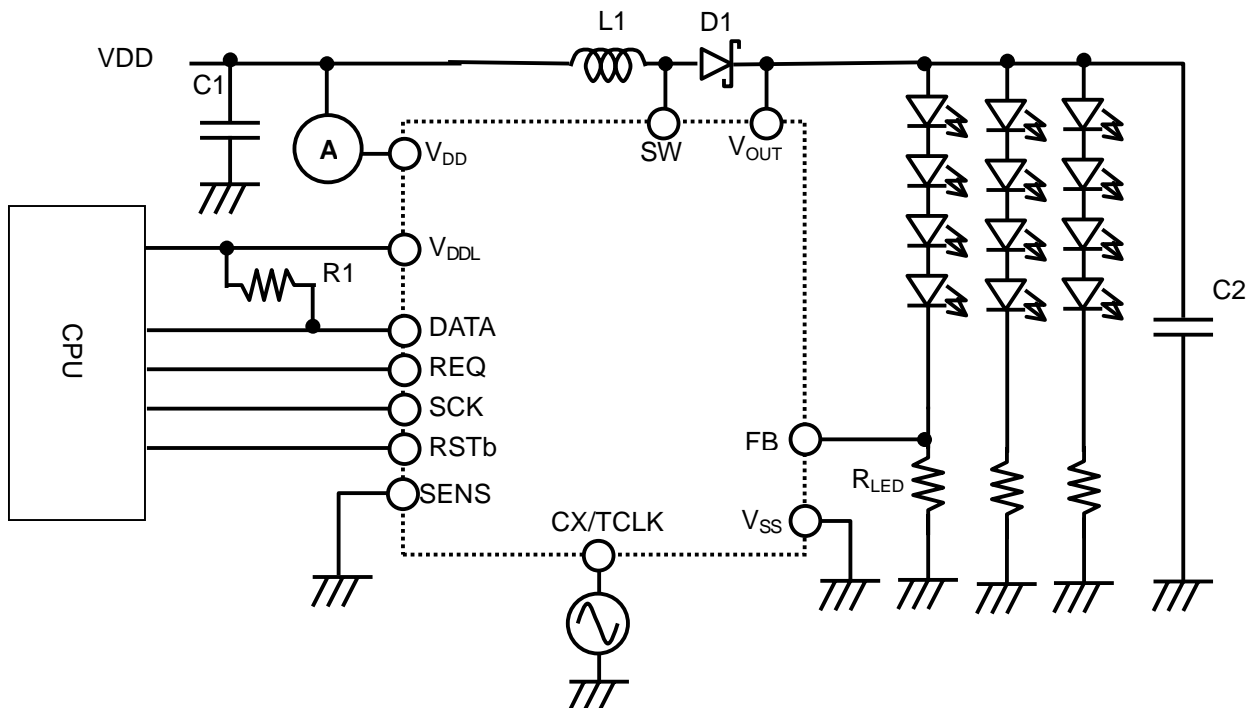 L1
D1
VDD
C1
A
VDD
SW
VOUT
VDDL
R1
C2
CPU
DATA
REQ
SCK
RSTb
FB
RLED
SENS
VSS
CX/TCLK